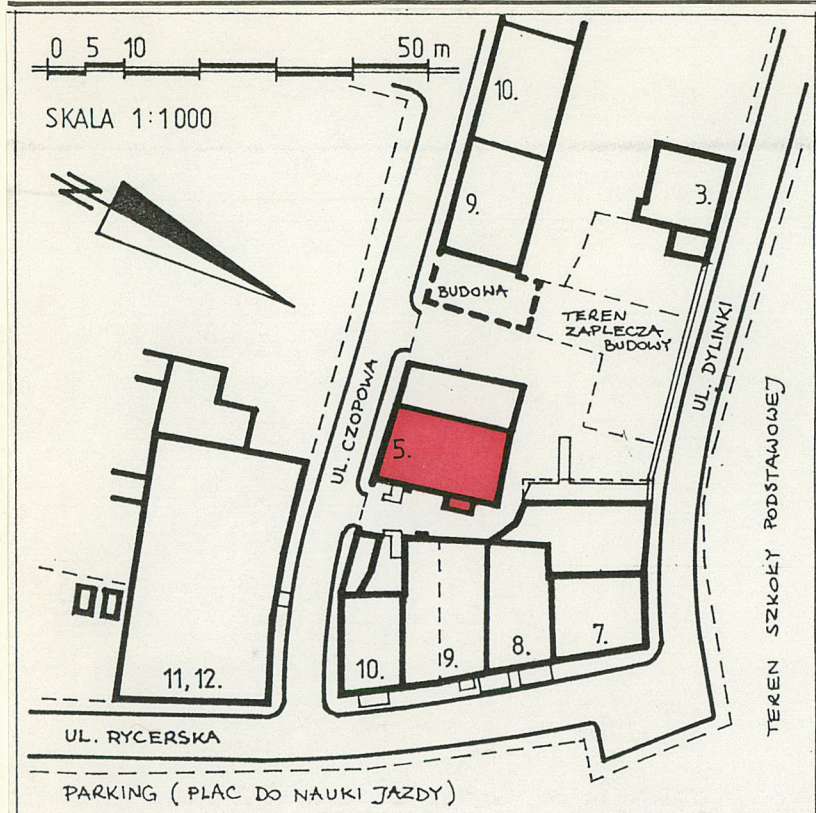 0 5 10 50 m
SKALA 1:1000
N
10.
9.
3.
BUDOWA
TEREN
ZAPLECZA
BUDOWY
UL. DYLINKI
UL. CZOPOWA
5.
TEREN SZKOŁY PODSTAWOWEJ
11, 12.
10.
19.
8.
7.
UL. RYCERSKA
PARKING (PLAC DO NAUKI JAZDY)